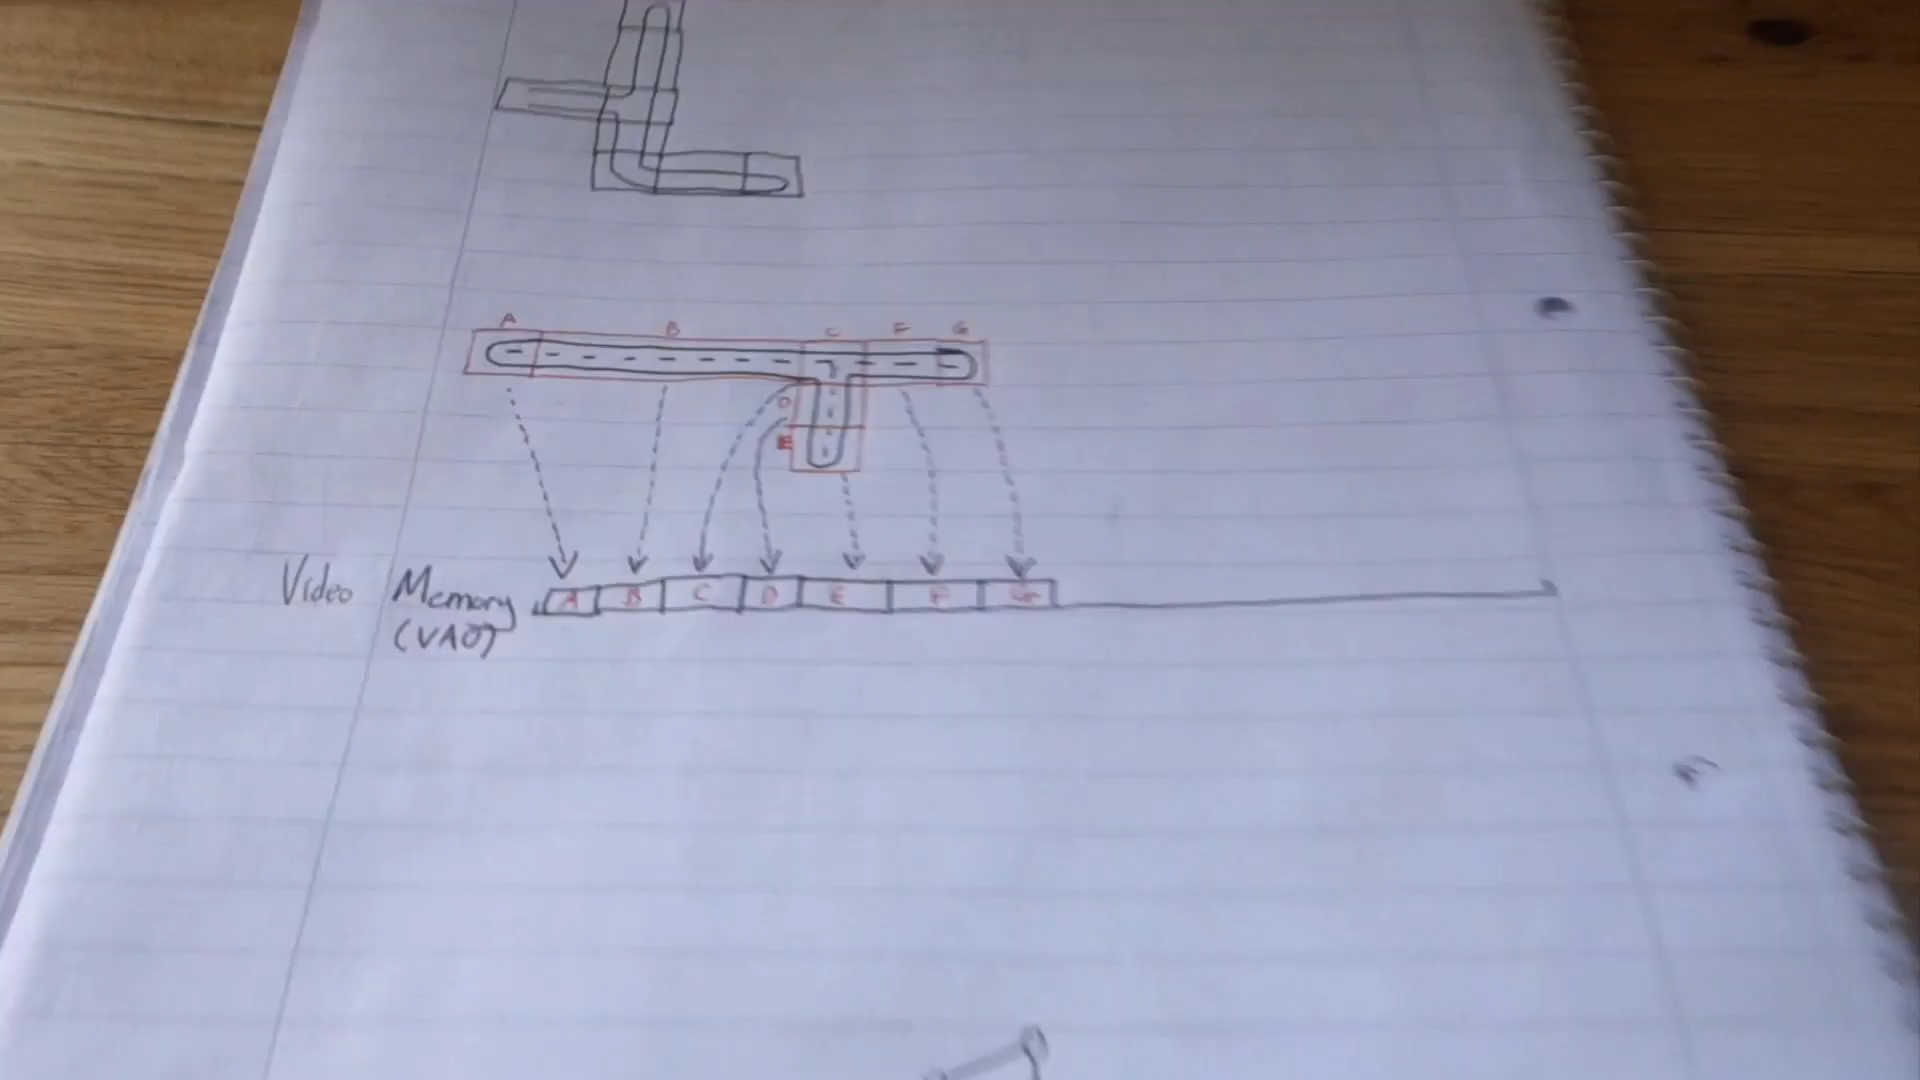 A B C F G
D
E
Video Memory
(VAO)
A B C D E F G